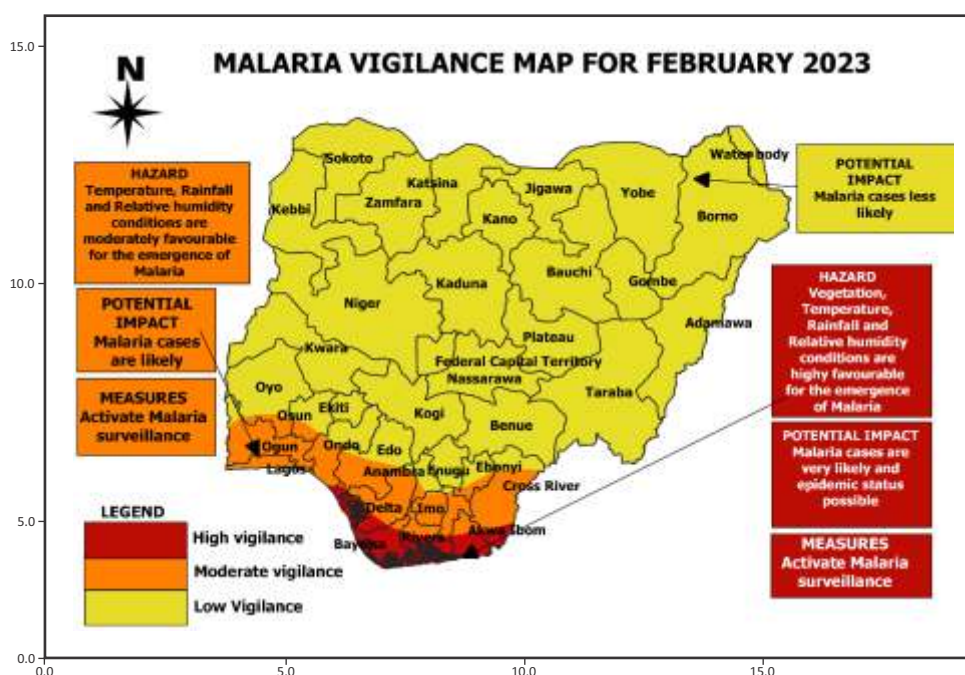 15.0
10.0
5.0
0.0
0.0
5.0
10.0
15.0
N
MALARIA VIGILANCE MAP FOR FEBRUARY 2023
HAZARD
Temperature, Rainfall
and Relative humidity
conditions are
moderately favourable
for the emergence of
Malaria
POTENTIAL
IMPACT
Malaria cases
are likely
MEASURES
Activate Malaria
surveillance
LEGEND
High vigilance
Moderate vigilance
Low Vigilance
Sokoto
Katsina
Zamfara
Kebbi
Kano
Jigawa
Yobe
Water body
Borno
Bauchi
Gombe
Kaduna
Niger
Adamawa
Plateau
Kwara
Federal Capital Territory
Nassarawa
Taraba
Oyo
Ekiti
Osun
Kogi
Benue
Ogun
Ondo
Edo
Lagos
Anambra
Enugu
Ebonyi
Cross River
Delta
Imo
Rivers
Akwa Ibom
Bayelsa
POTENTIAL
IMPACT
Malaria cases less
likely
HAZARD
Vegetation,
Temperature,
Rainfall and
Relative humidity
conditions are
highy favourable
for the emergence
of Malaria
POTENTIAL IMPACT
Malaria cases are
very likely and
epidemic status
possible
MEASURES
Activate Malaria
surveillance